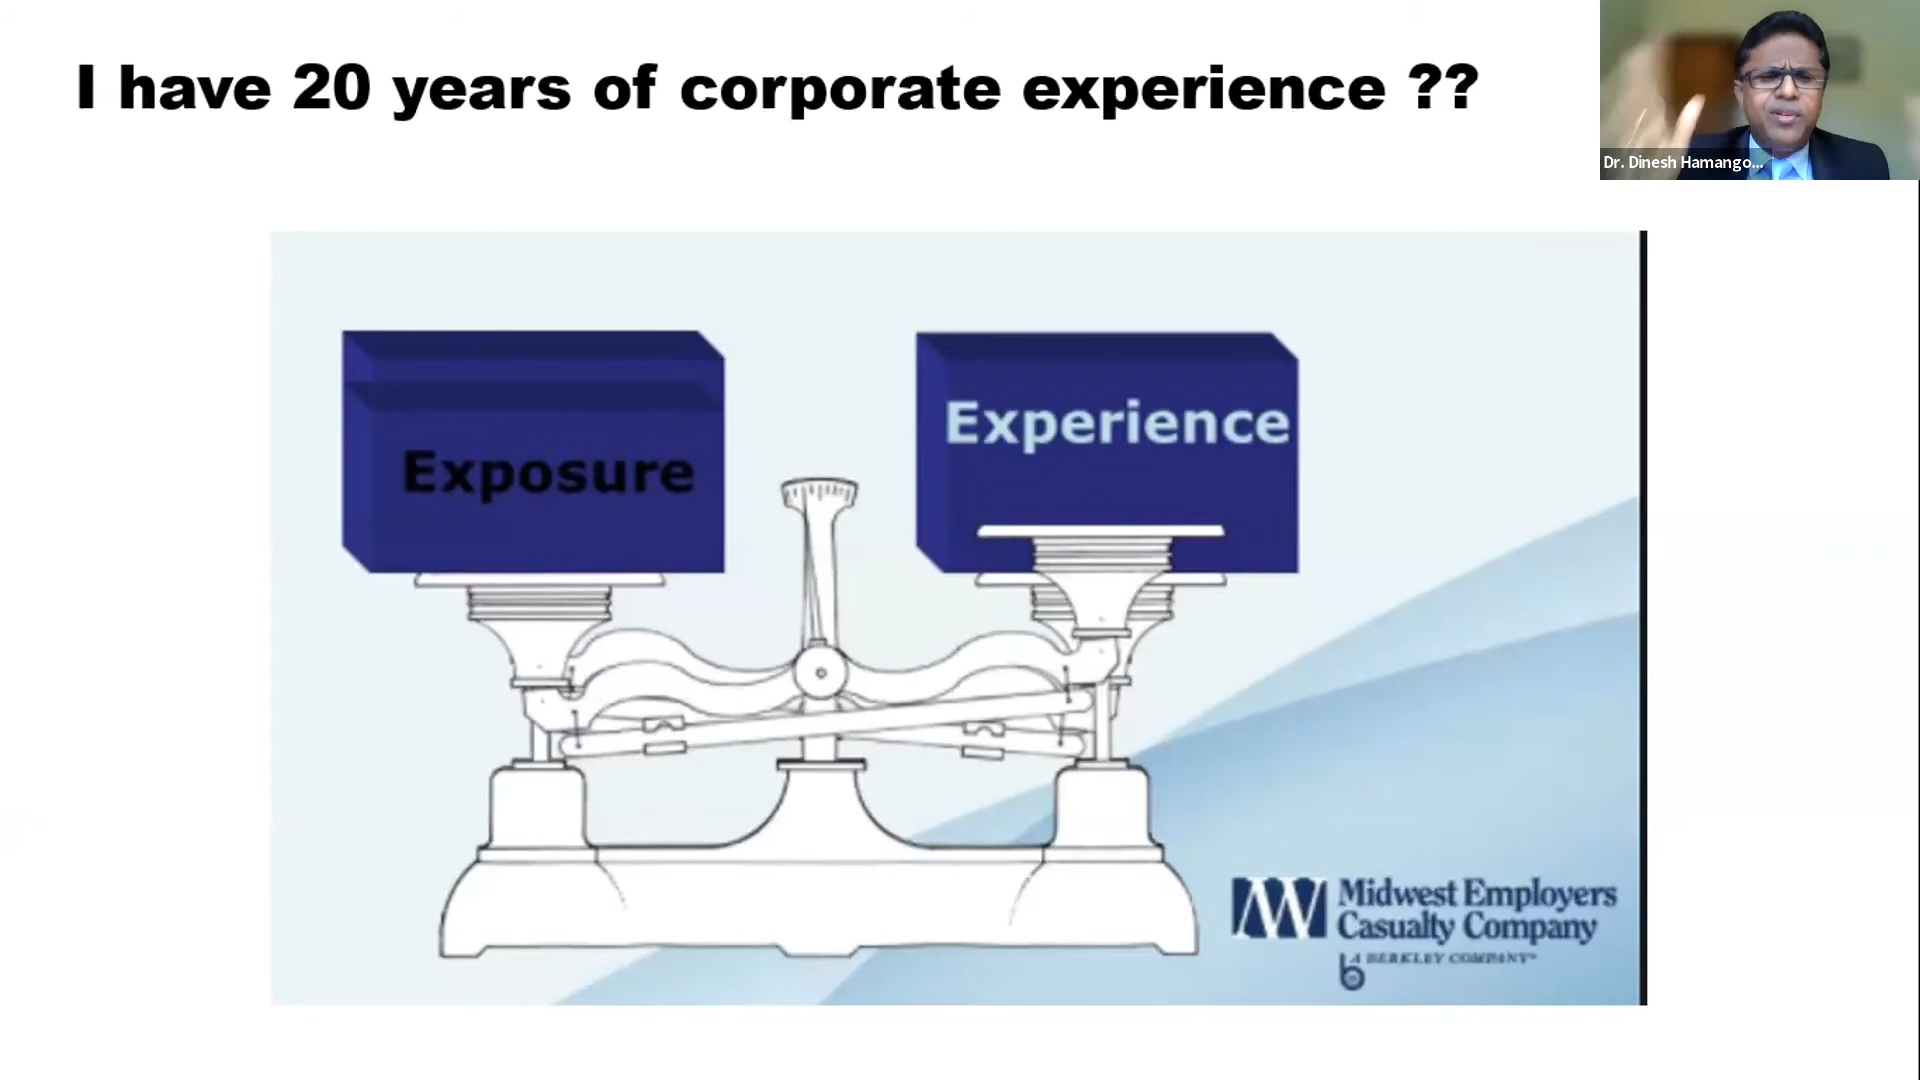 I have 20 years of corporate experience ??
Dr. Dinesh Hamango...
Exposure
Experience
Midwest Employers
Casualty Company
A BERKLEY COMPANY